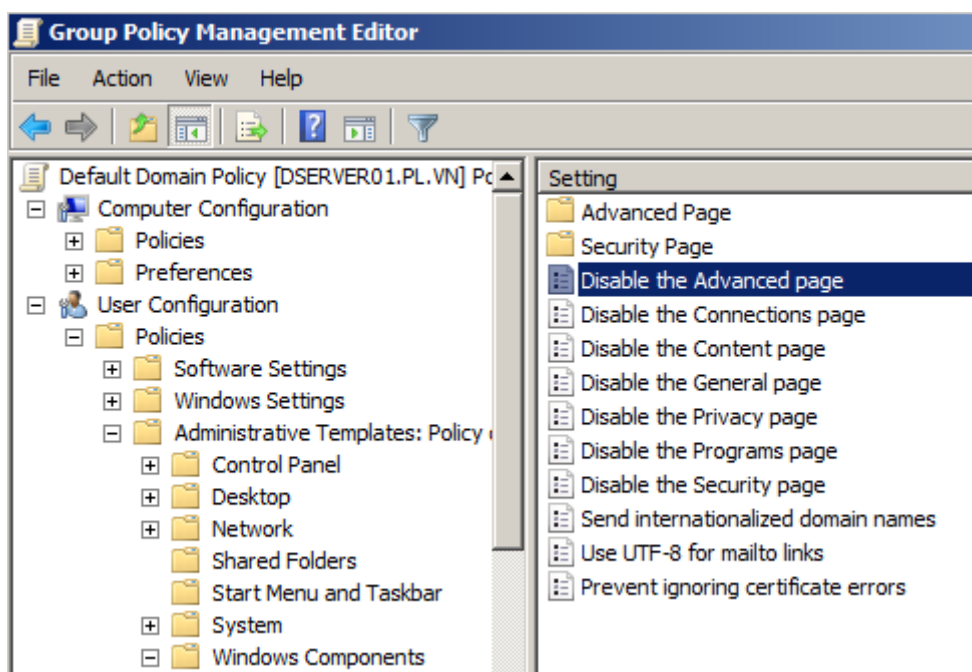 Group Policy Management Editor
File Action View Help
Default Domain Policy [DSERVER01.PL.VN]
Computer Configuration
Policies
Preferences
User Configuration
Policies
Software Settings
Windows Settings
Administrative Templates: Policy
Control Panel
Desktop
Network
Shared Folders
Start Menu and Taskbar
System
Windows Components
Setting
Advanced Page
Security Page
Disable the Advanced page
Disable the Connections page
Disable the Content page
Disable the General page
Disable the Privacy page
Disable the Programs page
Disable the Security page
Send internationalized domain names
Use UTF-8 for mailto links
Prevent ignoring certificate errors